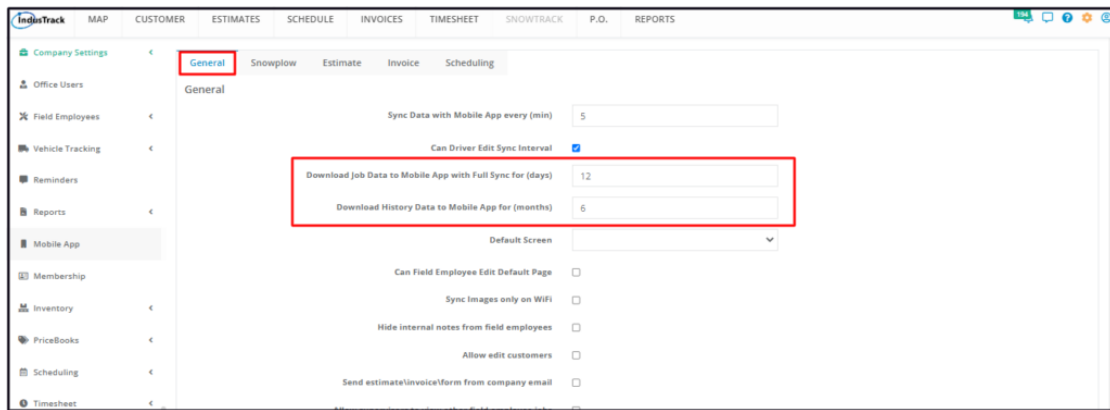 IndusTrack MAP CUSTOMER ESTIMATES SCHEDULE INVOICES TIMESHEET SNOWTRACK P.O. REPORTS 194
Company Settings
Office Users
Field Employees
Vehicle Tracking
Reminders
Reports
Mobile App
Membership
Inventory
PriceBooks
Scheduling
Timesheet
General Snowplow Estimate Invoice Scheduling
General
Sync Data with Mobile App every (min) 5
Can Driver Edit Sync Interval
Download Job Data to Mobile App with Full Sync for (days) 12
Download History Data to Mobile App for (months) 6
Default Screen
Can Field Employee Edit Default Page
Sync Images only on WiFi
Hide internal notes from field employees
Allow edit customers
Send estimate\invoice\form from company email